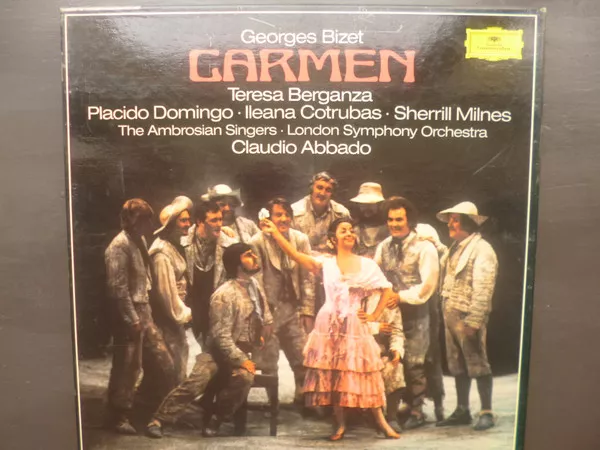 Georges Bizet
CARMEN
Teresa Berganza
Placido Domingo · Ileana Cotrubas · Sherrill Milnes
The Ambrosian Singers · London Symphony Orchestra
Claudio Abbado